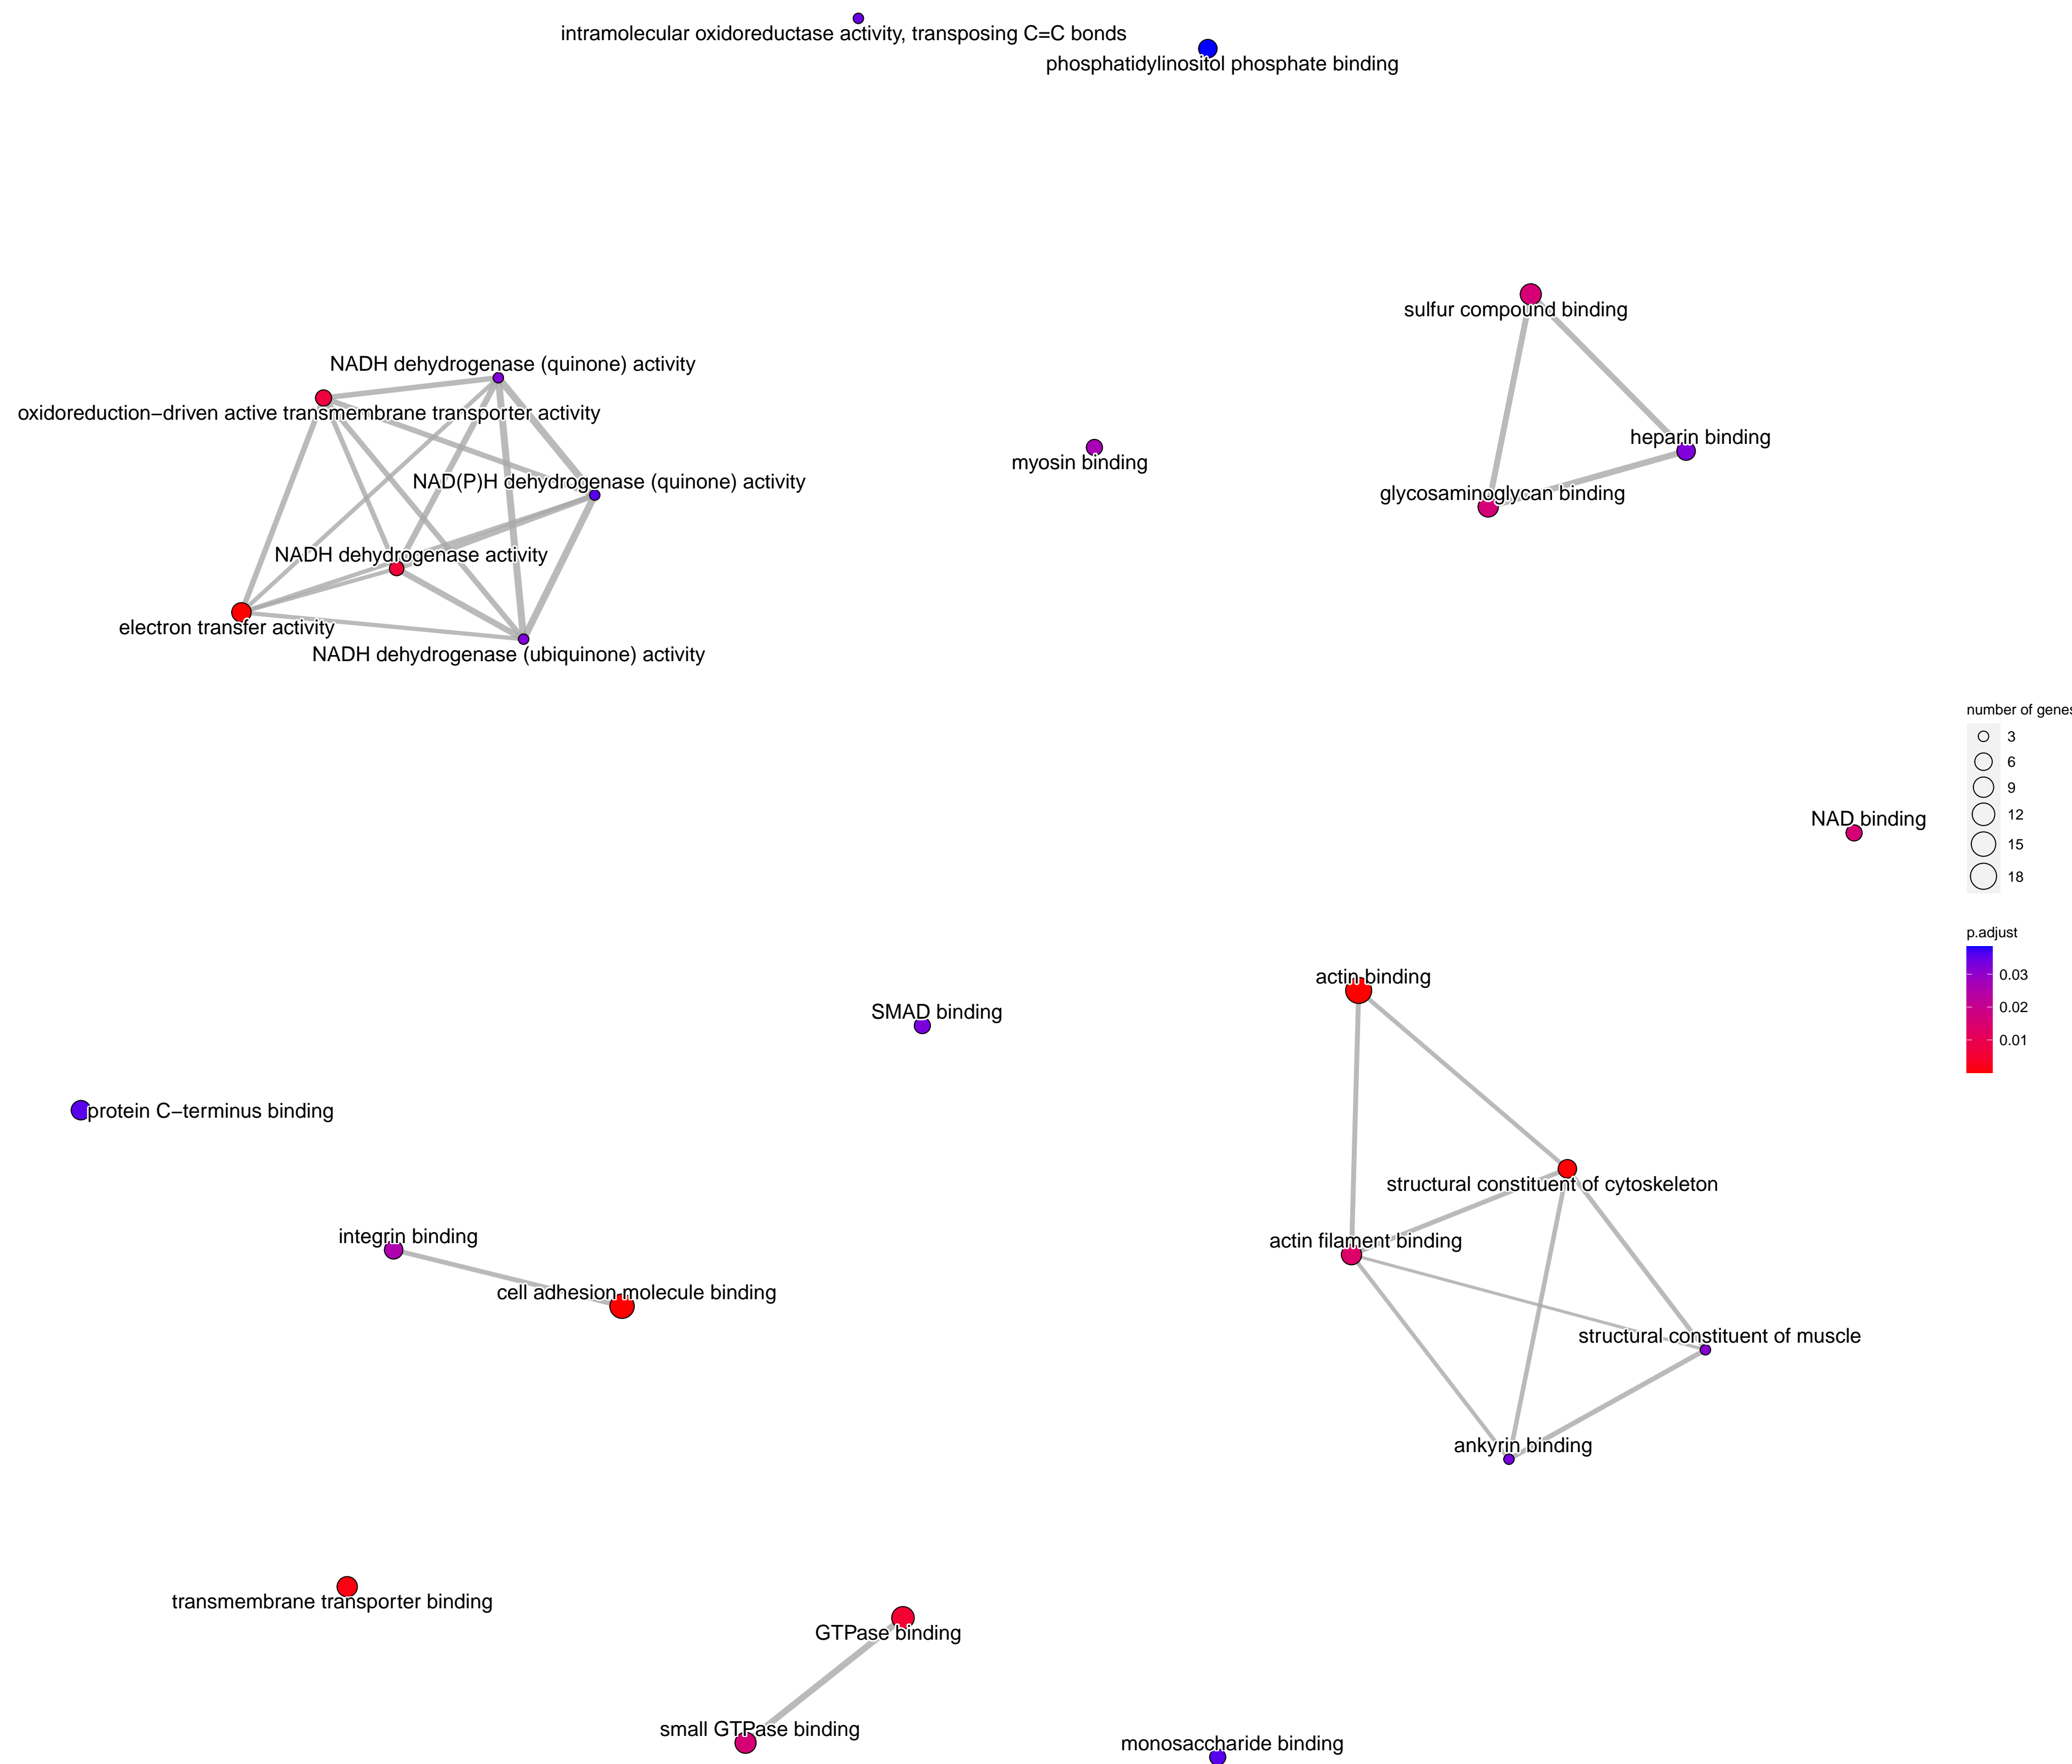 intramolecular oxidoreductase activity, transposing C=C bonds
phosphatidylinositol phosphate binding
sulfur compound binding
NADH dehydrogenase (quinone) activity
oxidoreduction−driven active transmembrane transporter activity
heparin binding
myosin binding
NAD(P)H dehydrogenase (quinone) activity
glycosaminoglycan binding
NADH dehydrogenase activity
electron transfer activity
NADH dehydrogenase (ubiquinone) activity
number of genes
3
6
9
12
15
18
NAD binding
p.adjust
0.03
0.02
0.01
actin binding
SMAD binding
protein C−terminus binding
structural constituent of cytoskeleton
integrin binding
actin filament binding
cell adhesion molecule binding
structural constituent of muscle
ankyrin binding
transmembrane transporter binding
GTPase binding
small GTPase binding
monosaccharide binding